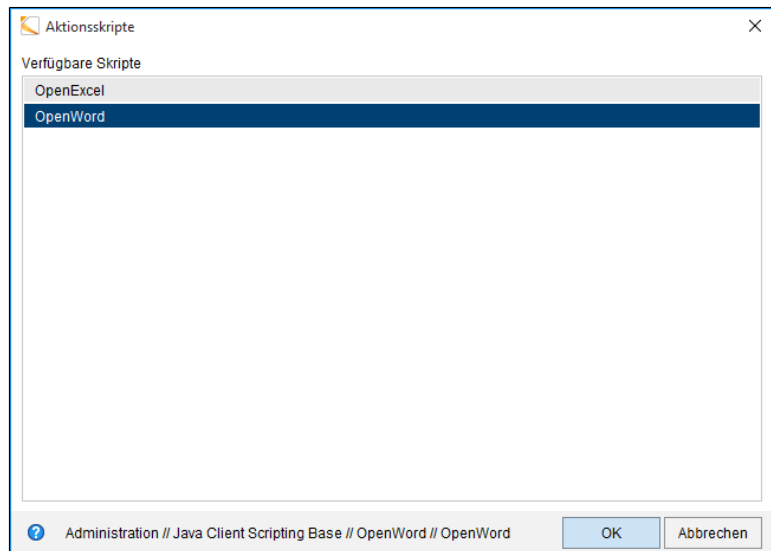 Aktionsskripte
Verfügbare Skripte
OpenExcel
OpenWord
Administration // Java Client Scripting Base // OpenWord // OpenWord
OK
Abbrechen